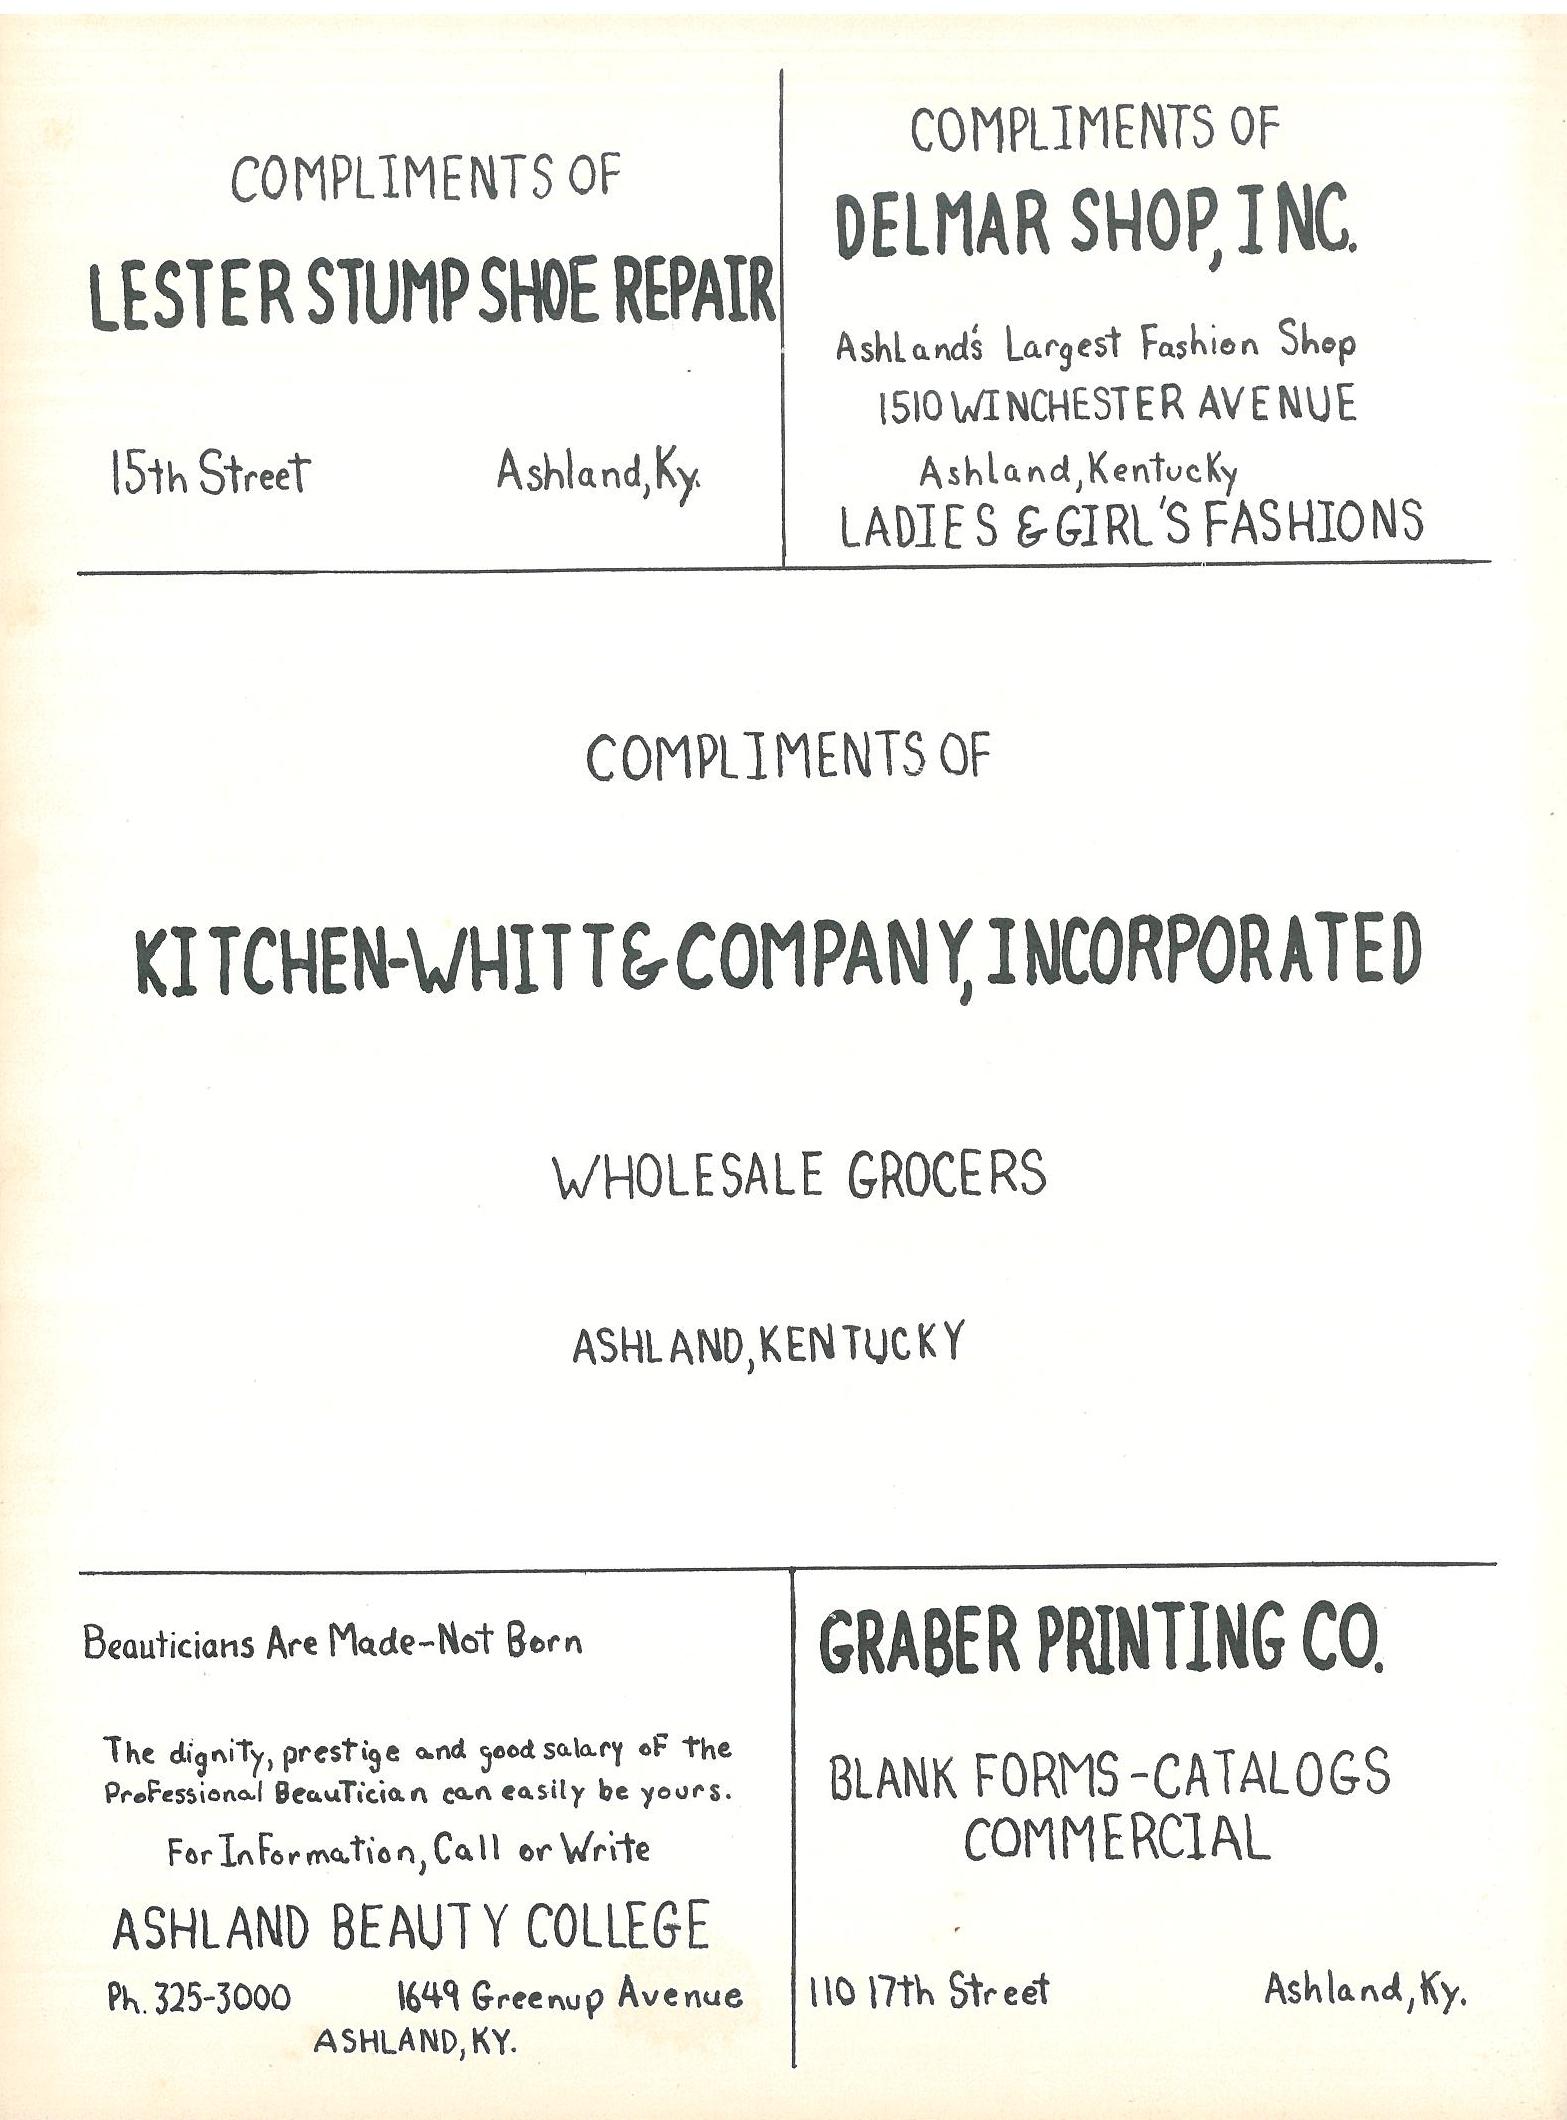 COMPLIMENTS OF
LESTER STUMP SHOE REPAIR
15th Street Ashland, Ky.
COMPLIMENTS OF
DELMAR SHOP, INC.
Ashland's Largest Fashion Shop
1510 WINCHESTER AVENUE
Ashland, Kentucky
LADIES & GIRL'S FASHIONS
COMPLIMENTS OF
KITCHEN-WHITT & COMPANY, INCORPORATED
WHOLESALE GROCERS
ASHLAND, KENTUCKY
Beauticians Are Made-Not Born
The dignity, prestige and good salary of the
Professional Beautician can easily be yours.
For Information, Call or Write
ASHLAND BEAUTY COLLEGE
Ph. 325-3000 1649 Greenup Avenue
ASHLAND, KY.
GRABER PRINTING CO.
BLANK FORMS-CATALOGS
COMMERCIAL
110 17th Street Ashland, Ky.